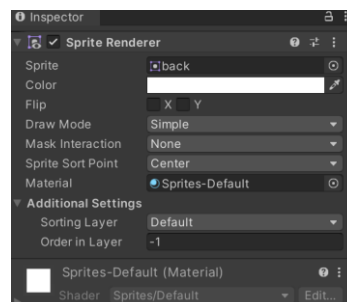 Inspector
Sprite Renderer
Sprite back
Color
Flip X Y
Draw Mode Simple
Mask Interaction None
Sprite Sort Point Center
Material Sprites-Default
Additional Settings
Sorting Layer Default
Order in Layer -1
Sprites-Default (Material)
Shader Sprites/Default Edit...